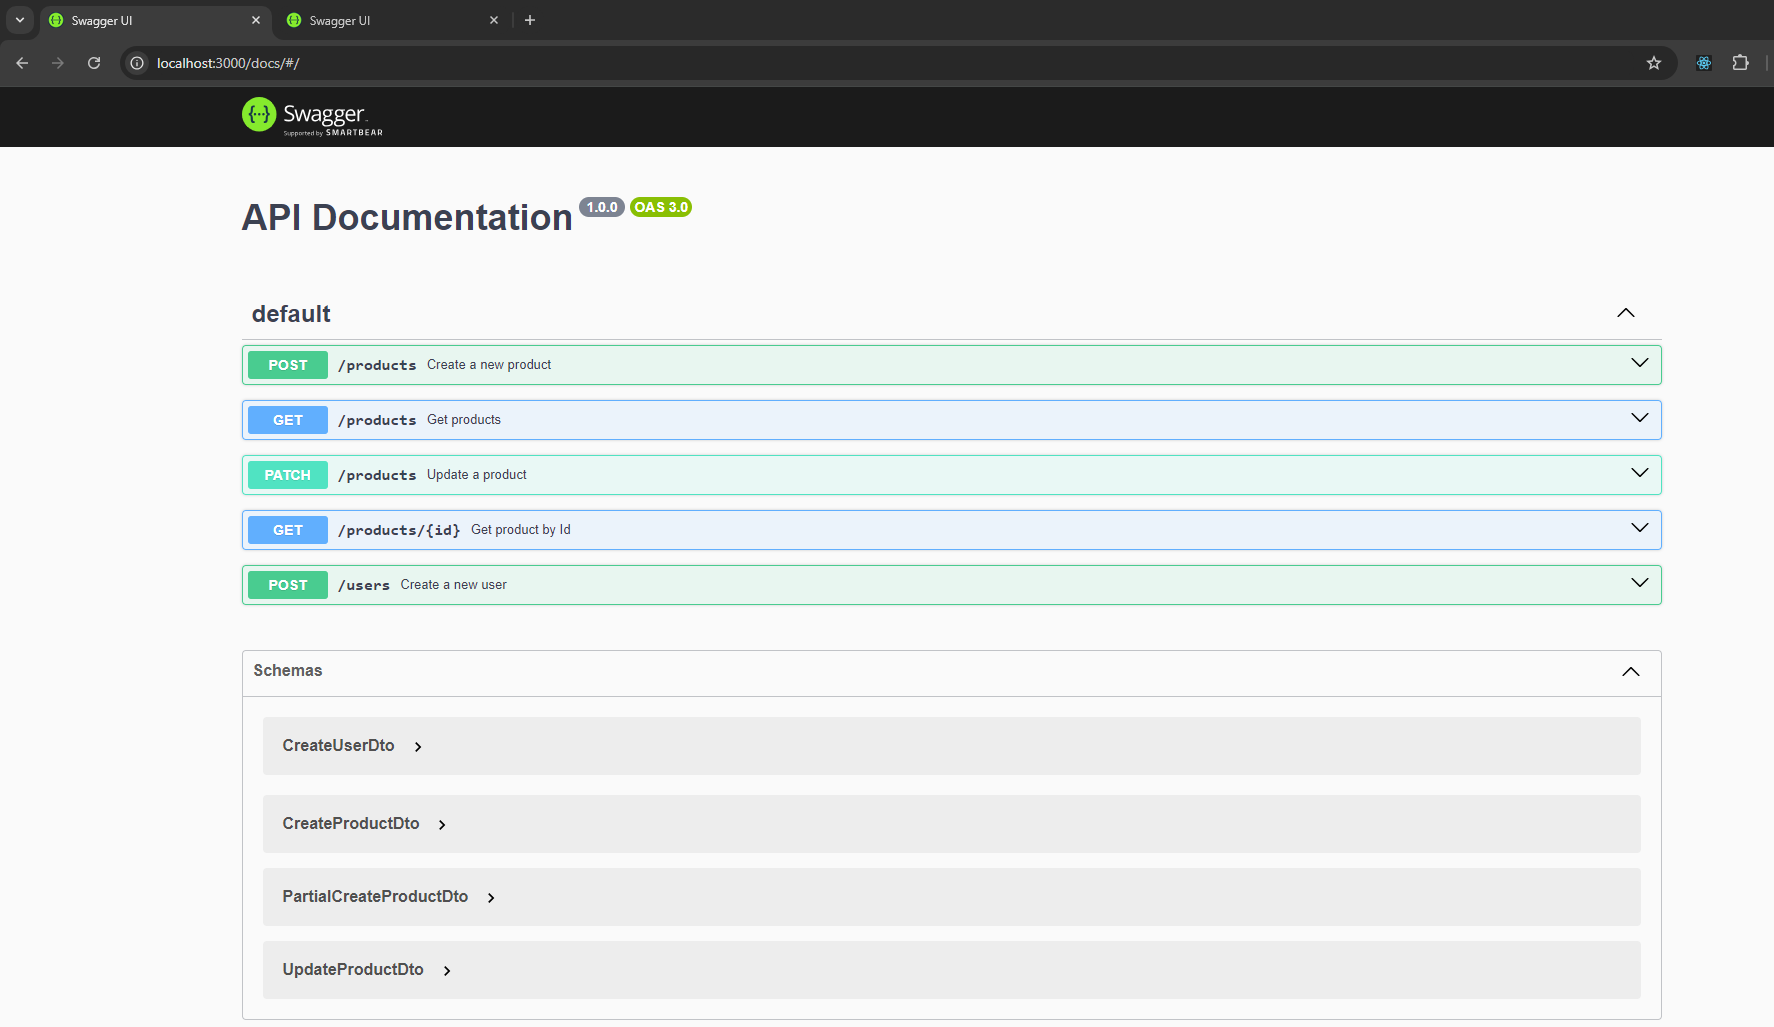 Swagger UI
Swagger UI
localhost:3000/docs/#/
Swagger
Supported by SMARTBEAR
API Documentation 1.0.0 OAS 3.0
default
POST /products Create a new product
GET /products Get products
PATCH /products Update a product
GET /products/{id} Get product by Id
POST /users Create a new user
Schemas
CreateUserDto
CreateProductDto
PartialCreateProductDto
UpdateProductDto